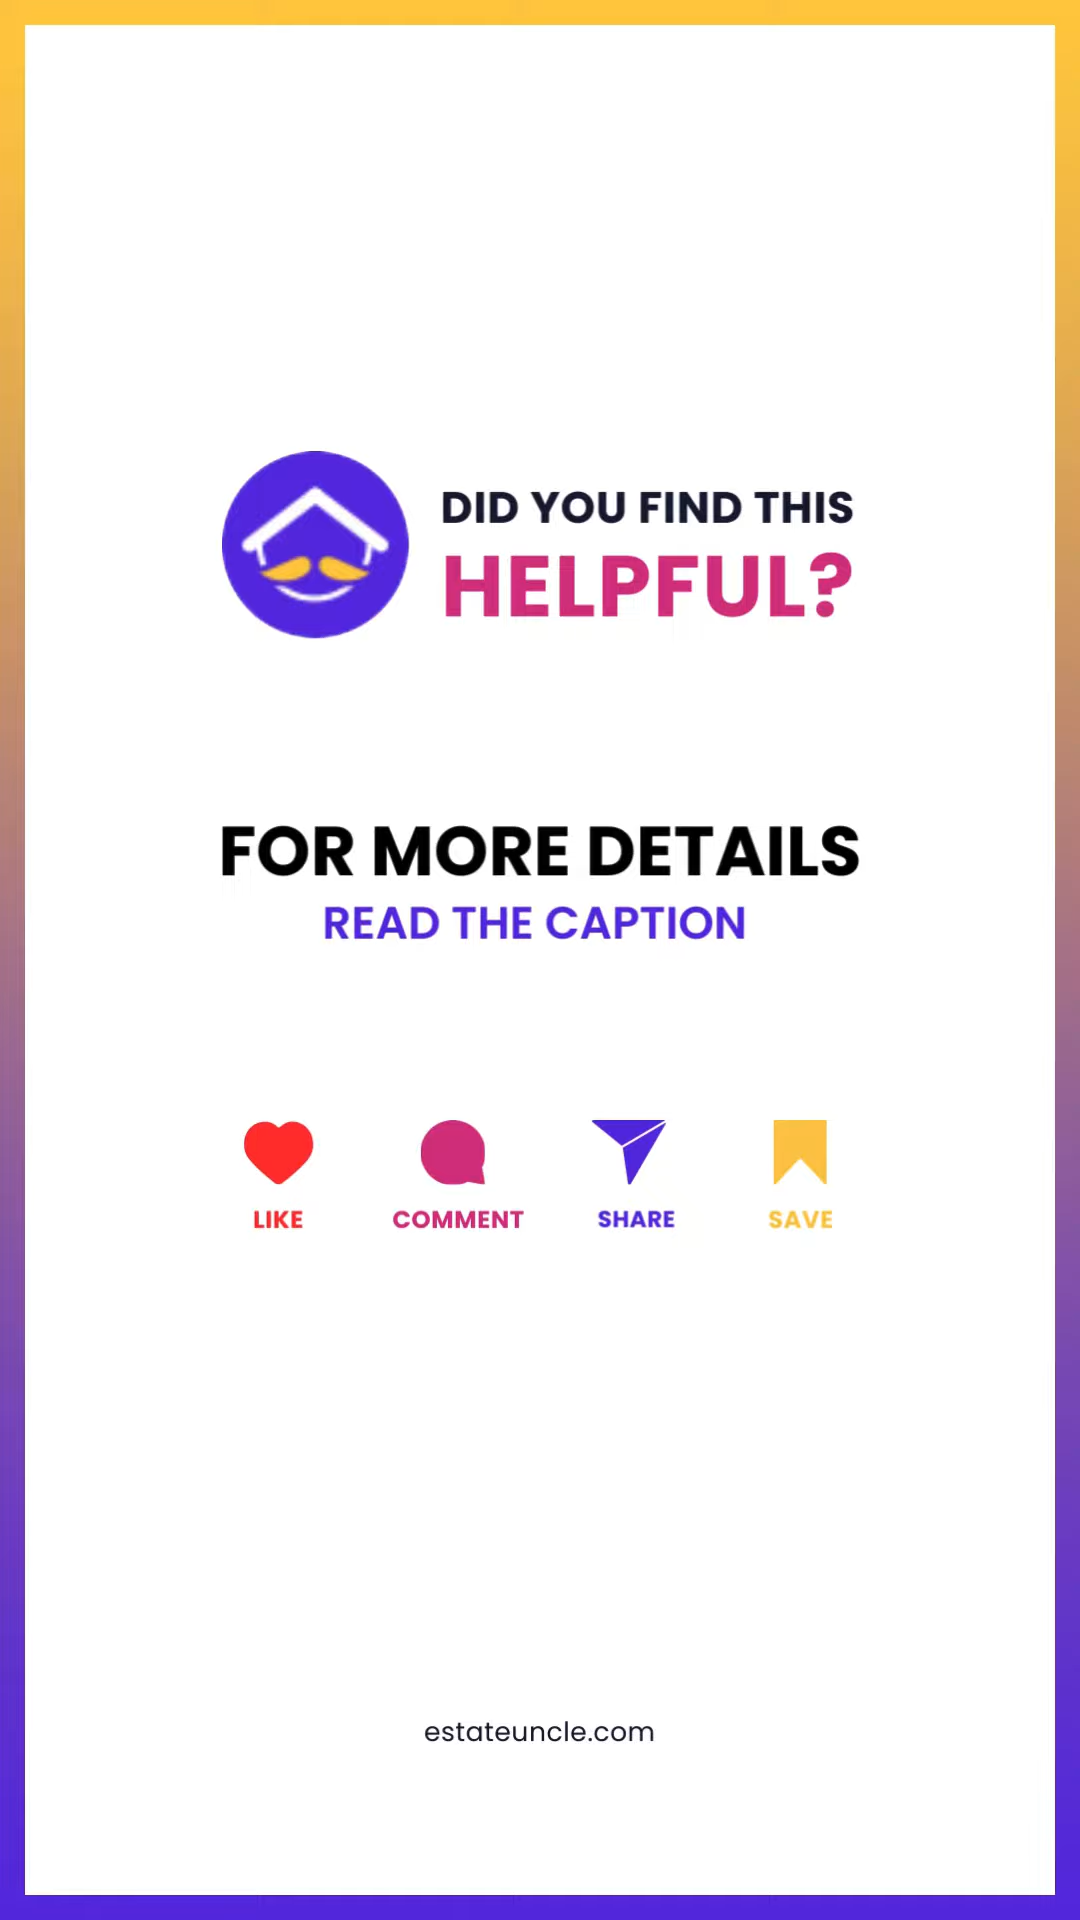 DID YOU FIND THIS
HELPFUL?
FOR MORE DETAILS
READ THE CAPTION
LIKE COMMENT SHARE SAVE
estateuncle.com